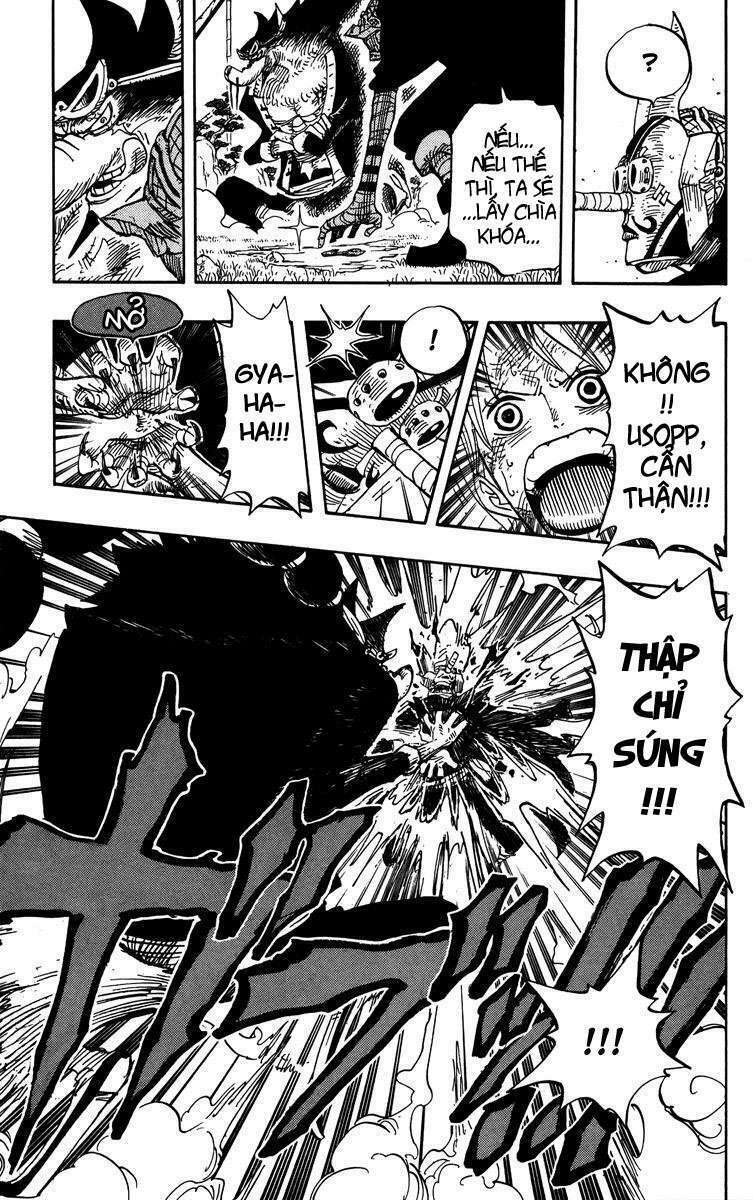 ?
NẾU...
NẾU THẾ
THÌ, TA SẼ
...LẤY CHÌA
KHÓA...
KHÔNG
!!
USOPP,
CẨN
THẬN!!!
!
GYA-
HA-
HA!!!
MỞ
THẬP
CHỈ
SÚNG
!!!
!!!